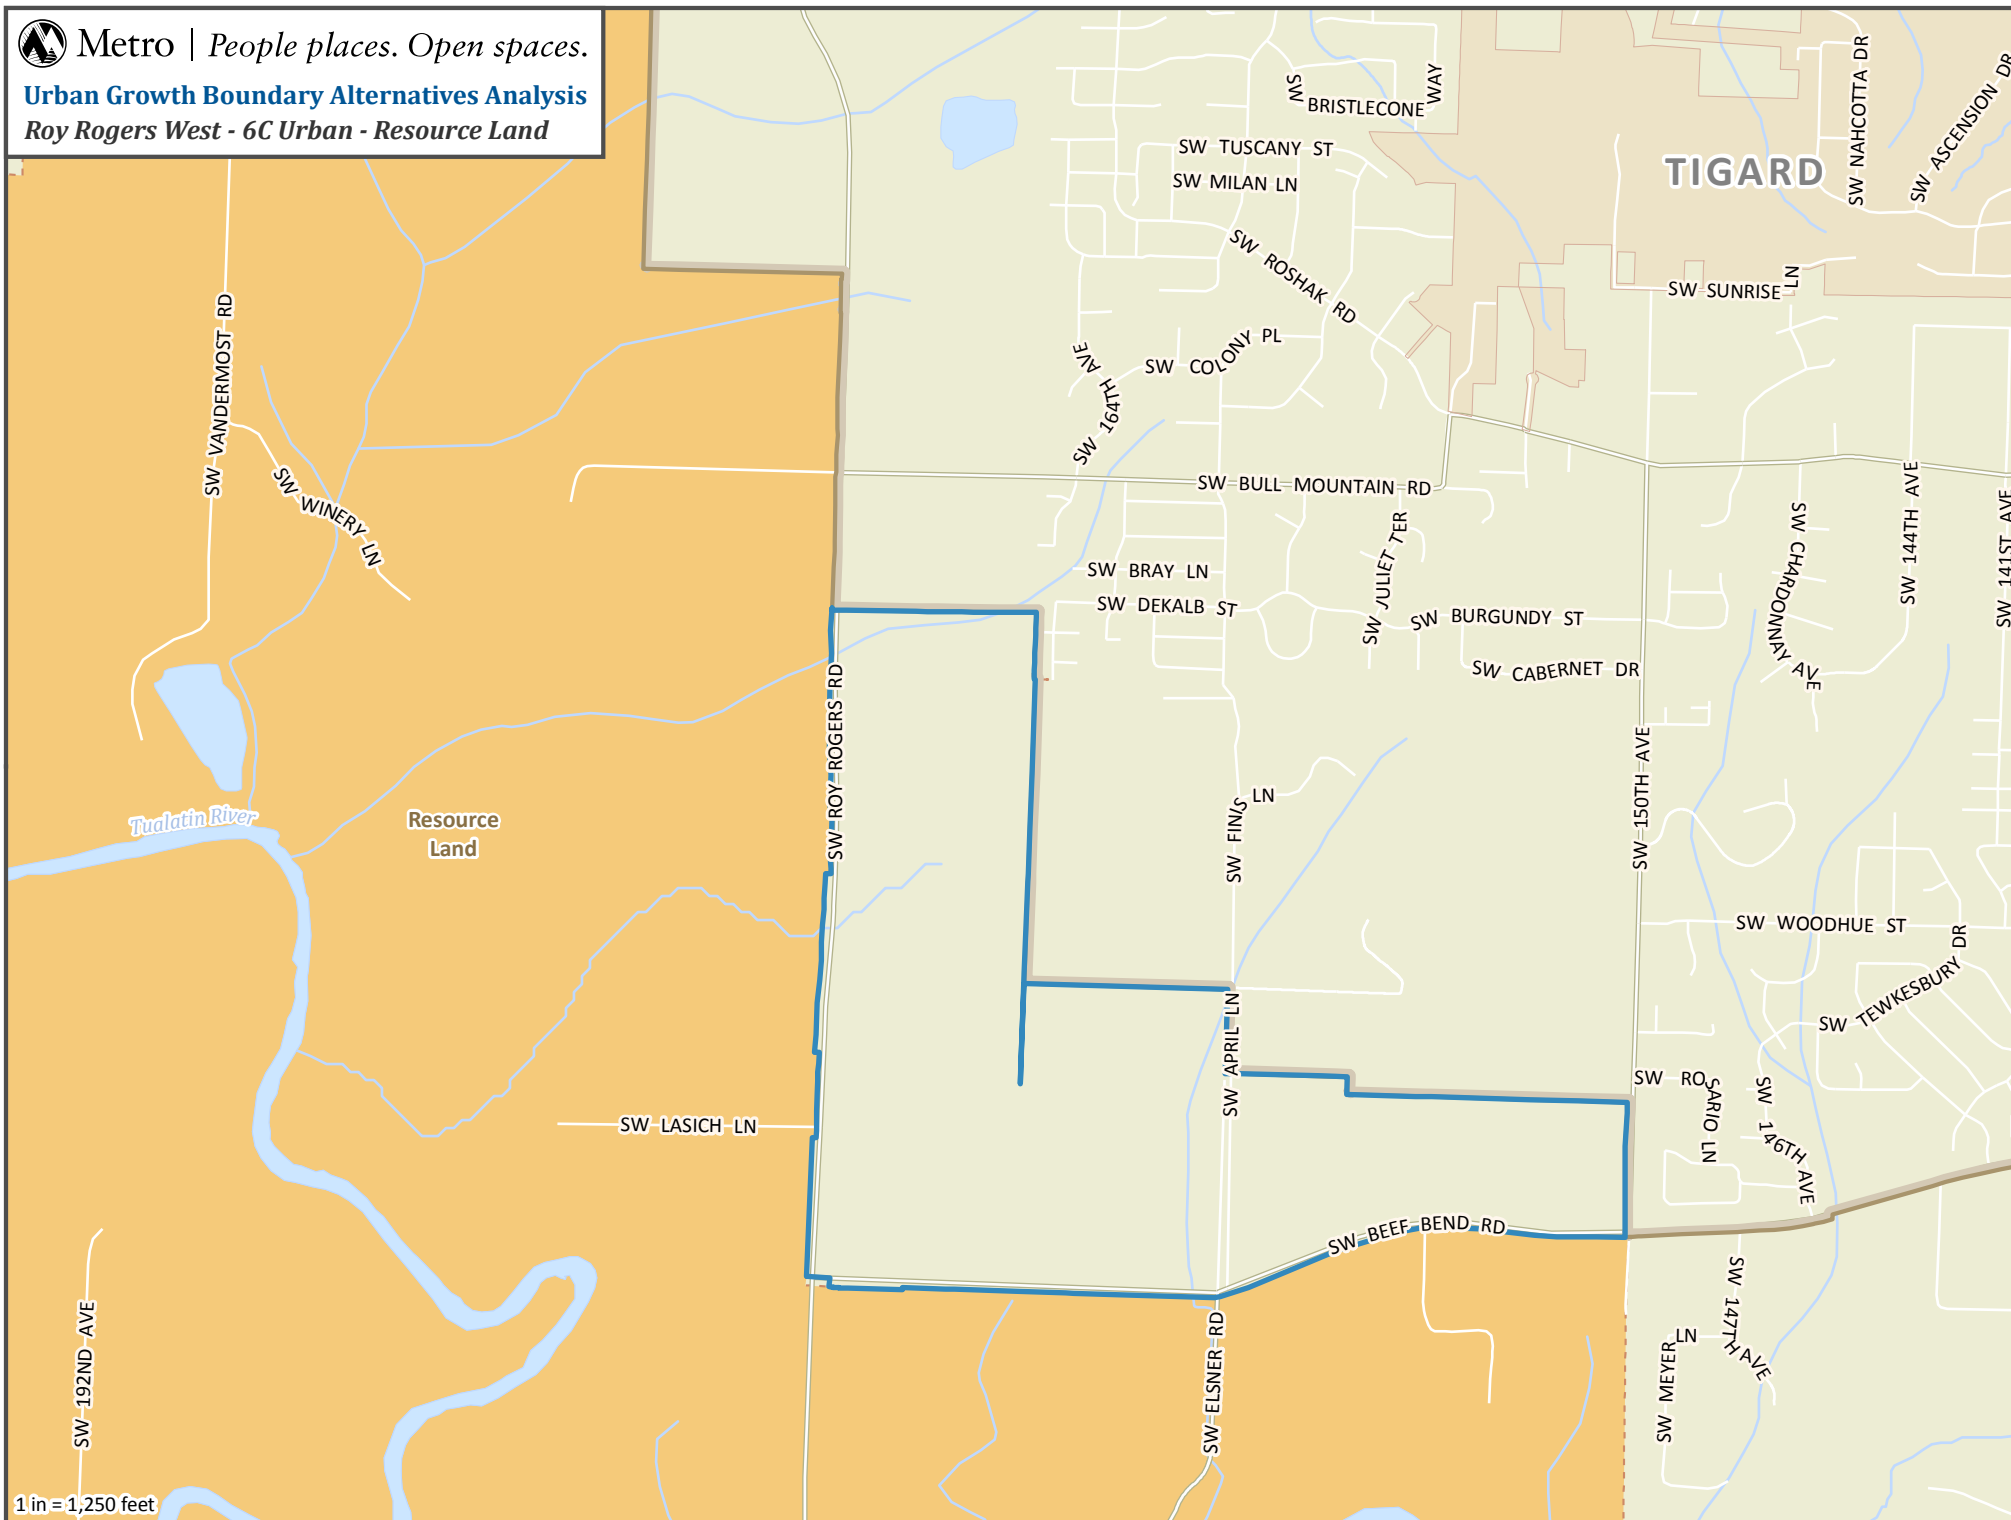 Metro | People places. Open spaces.
Urban Growth Boundary Alternatives Analysis
Roy Rogers West - 6C Urban - Resource Land
TIGARD
SW NAHCOTTA DR
SW ASCENSION DR
SW BRISTLECONE WAY
SW TUSCANY ST
SW MILAN LN
SW ROSHAK RD
SW SUNRISE LN
SW VANDERMOST RD
SW COLONY PL
SW 164TH AVE
SW WINERY LN
SW BULL MOUNTAIN RD
SW JULIET TER
SW CHARDONNAY AVE
SW 144TH AVE
SW 141ST AVE
SW BRAY LN
SW DEKALB ST
SW BURGUNDY ST
SW CABERNET DR
SW ROY ROGERS RD
SW 150TH AVE
Tualatin River
Resource
Land
SW FINIS LN
SW WOODHUE ST
SW TEWKESBURY DR
SW APRIL LN
SW ROSARIO LN
SW 146TH AVE
SW LASICH LN
SW BEEF BEND RD
SW 192ND AVE
SW ELSNER RD
SW 147TH AVE
SW MEYER LN
1 in = 1,250 feet